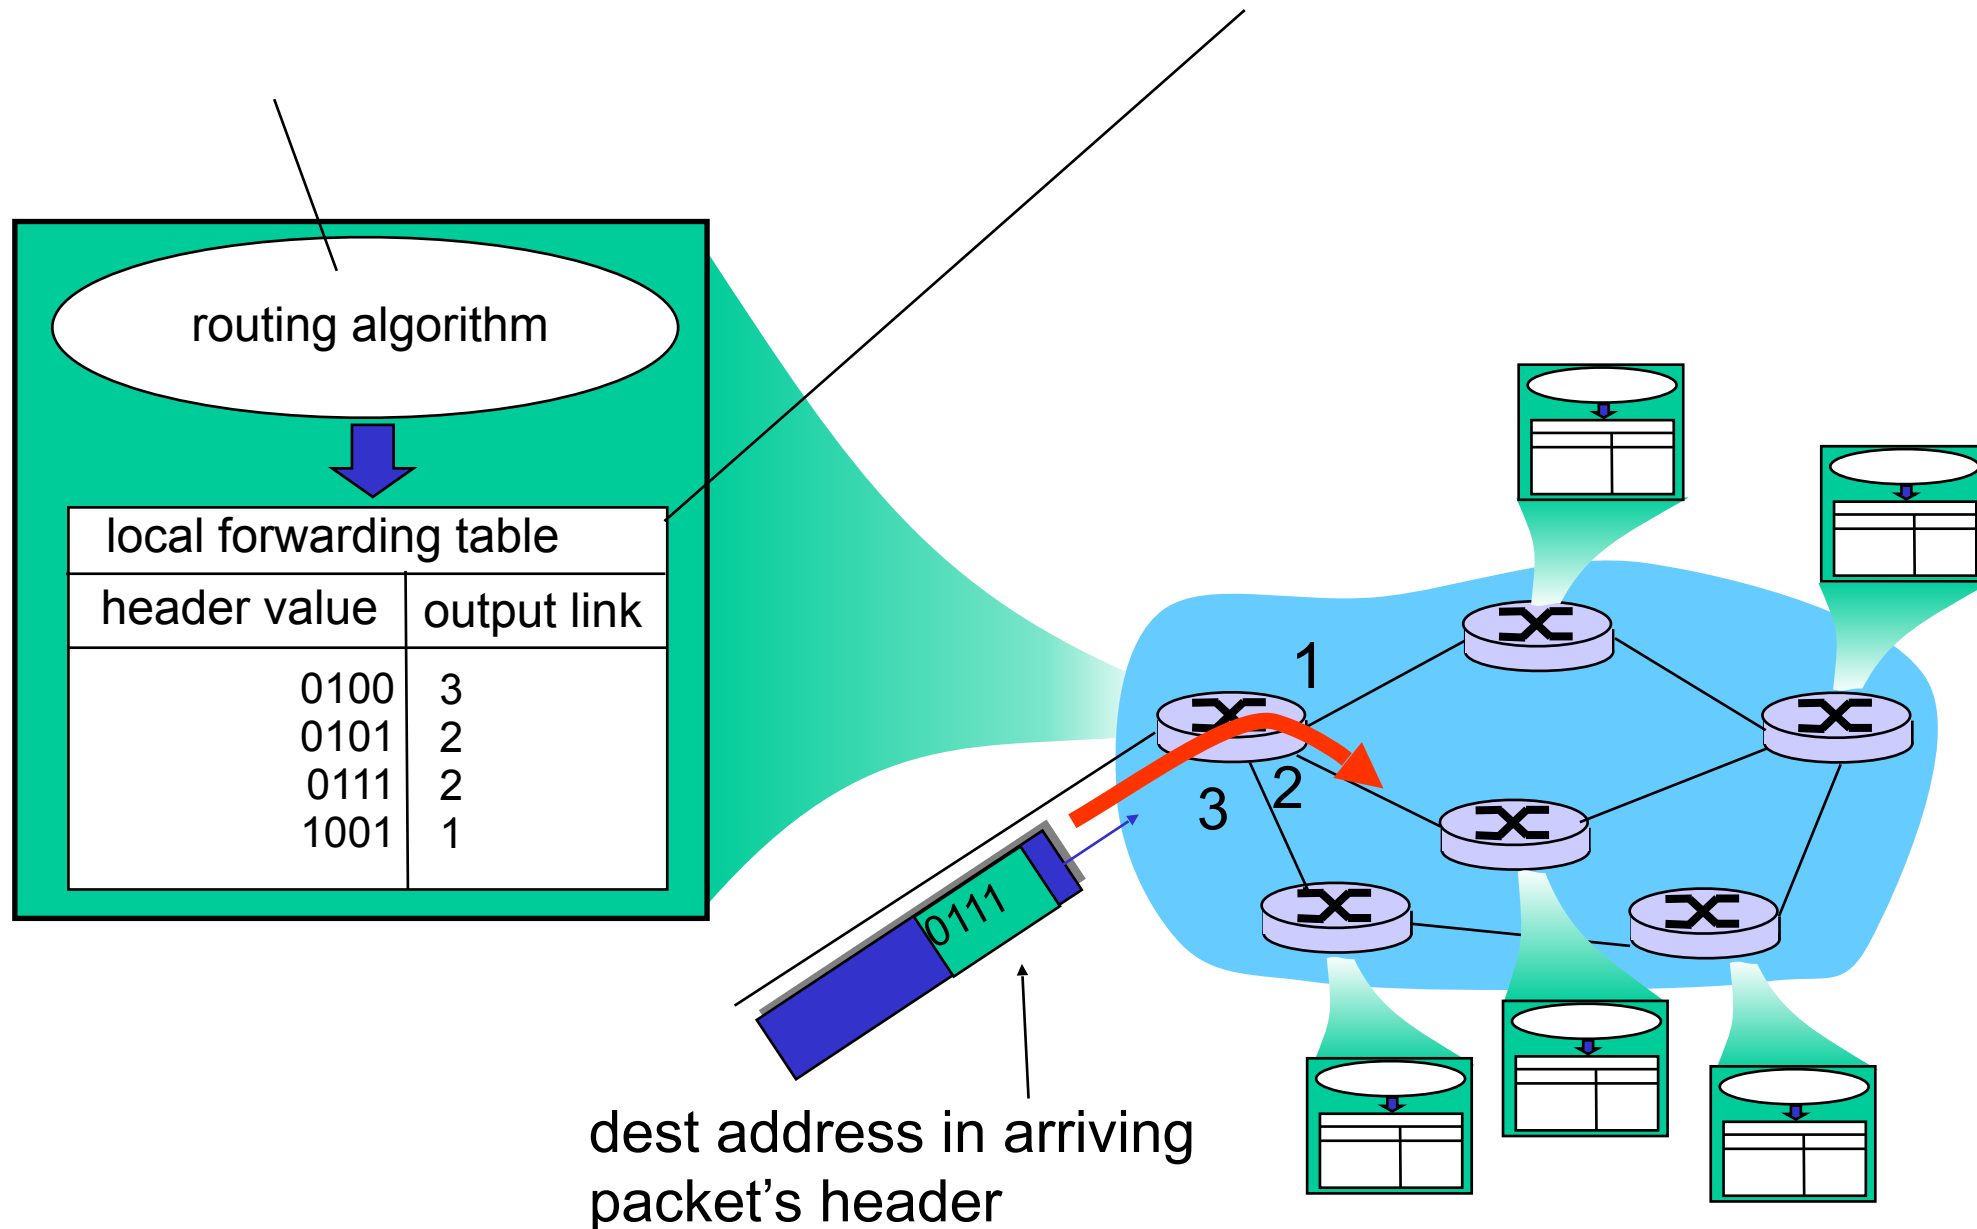 routing algorithm
local forwarding table
header value output link
0100 3
0101 2
0111 2
1001 1
1
2
3
0111
dest address in arriving
packet’s header